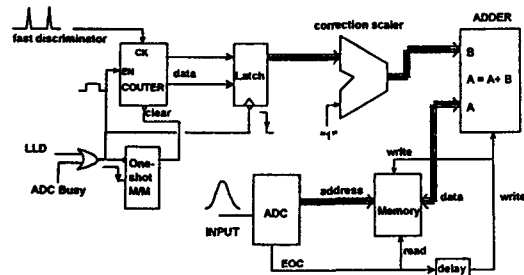 fast discriminator
CK
EN
COUTER
clear
data
Latch
correction scaler
"1"
ADDER
B
A = A+ B
A
LLD
ADC Busy
One-
shot
M/M
INPUT
ADC
address
write
Memory
data
write
read
EOC
delay